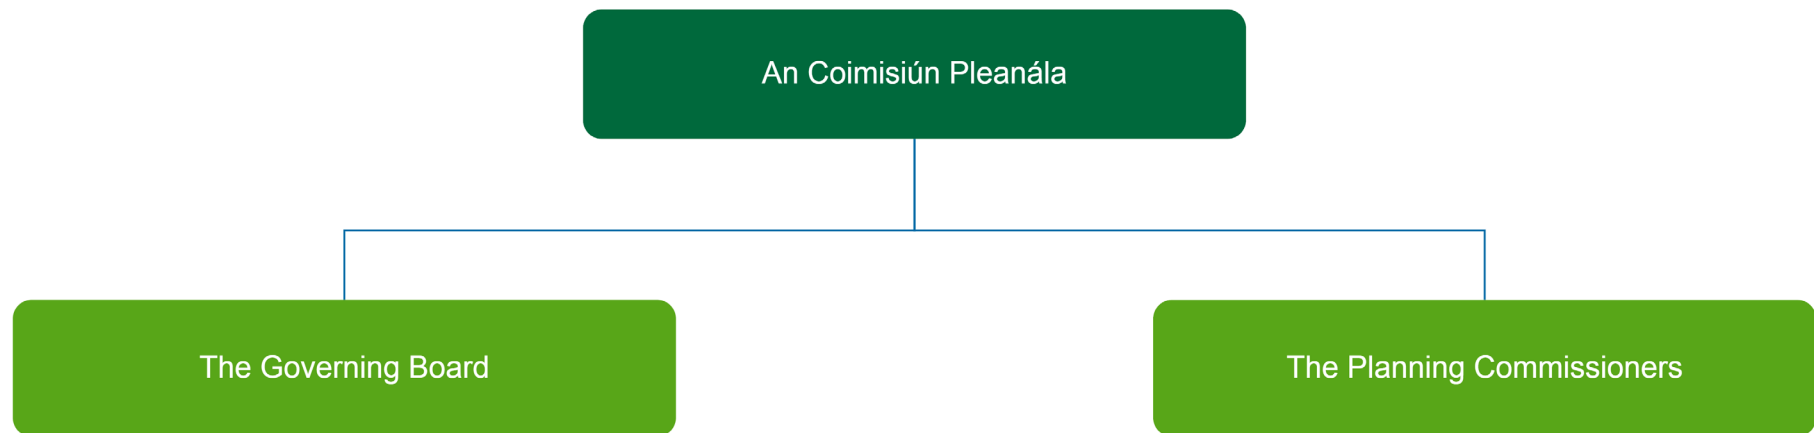 An Coimisiún Pleanála
The Governing Board
The Planning Commissioners